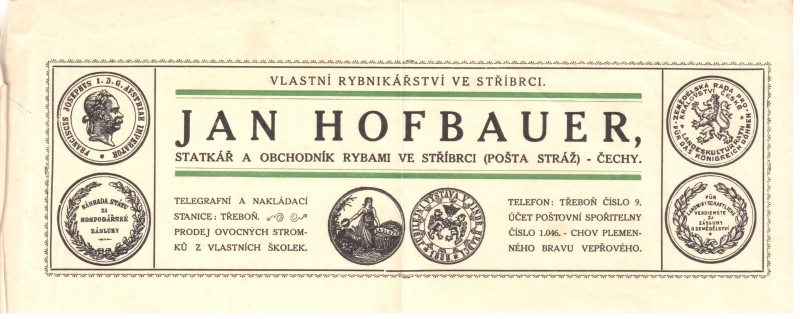 VLASTNÍ RYBNIKÁŘSTVÍ VE STŘÍBRCI.
JAN HOFBAUER,
STATKÁŘ A OBCHODNÍK RYBAMI VE STŘÍBRCI (POŠTA STRÁŽ) - ČECHY.
FRANCISCUS JOSEPHUS I. D. G. AUSTRIAE IMPERATOR
ZEMĚDĚLSKÁ RADA PRO KRÁLOVSTVÍ ČESKÉ
LANDESKULTURRATH FÜR DAS KÖNIGREICH BÖHMEN
NÁHRADA STÁTU
ZA
HOSPODÁŘSKÉ
ZÁSLUHY
TELEGRAFNÍ A NAKLÁDACÍ
STANICE: TŘEBOŇ.
PRODEJ OVOCNÝCH STROM-
KŮ Z VLASTNÍCH ŠKOLEK.
VÝSTAVA
TELEFON: TŘEBOŇ ČÍSLO 9.
ÚČET POŠTOVNÍ SPOŘITELNY
ČÍSLO 1.046. - CHOV PLEMEN-
NÉHO BRAVU VEPŘOVÉHO.
FÜR
LANDWIRTSCHAFTLICHE
VERDIENSTE
ZA
ZÁSLUHY
O ZEMĚDĚLSTVÍ